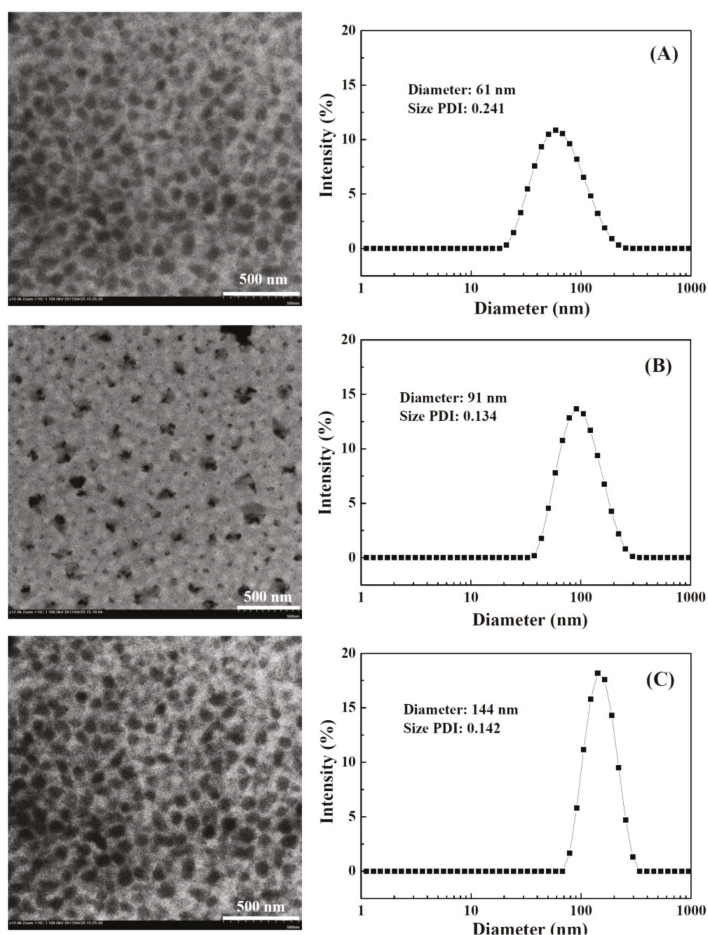 500 nm
20
(A)
Diameter: 61 nm
Size PDI: 0.241
15
10
5
0
Intensity (%)
1 10 100 1000
Diameter (nm)
500 nm
20
(B)
Diameter: 91 nm
Size PDI: 0.134
15
10
5
0
Intensity (%)
1 10 100 1000
Diameter (nm)
500 nm
20
(C)
Diameter: 144 nm
Size PDI: 0.142
15
10
5
0
Intensity (%)
1 10 100 1000
Diameter (nm)